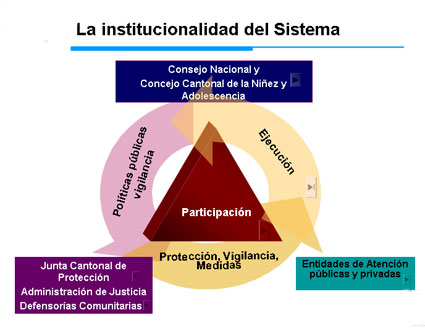 La institucionalidad del Sistema
Consejo Nacional y
Concejo Cantonal de la Niñez y
Adolescencia
Políticas públicas
vigilancia
Ejecución
Participación
Protección, Vigilancia,
Medidas
Junta Cantonal de
Protección
Administración de Justicia
Defensorías Comunitarias
Entidades de Atención
públicas y privadas